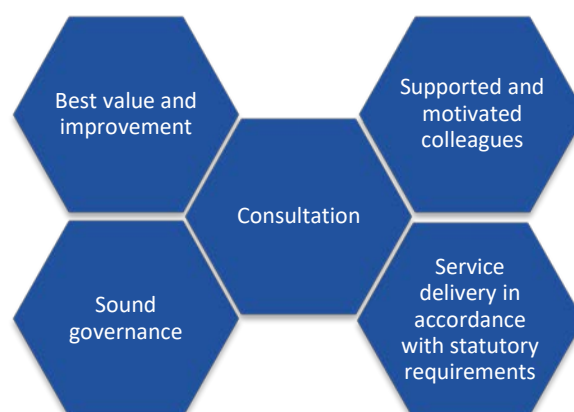 Best value and
improvement
Supported and
motivated
colleagues
Consultation
Sound
governance
Service
delivery in
accordance
with statutory
requirements